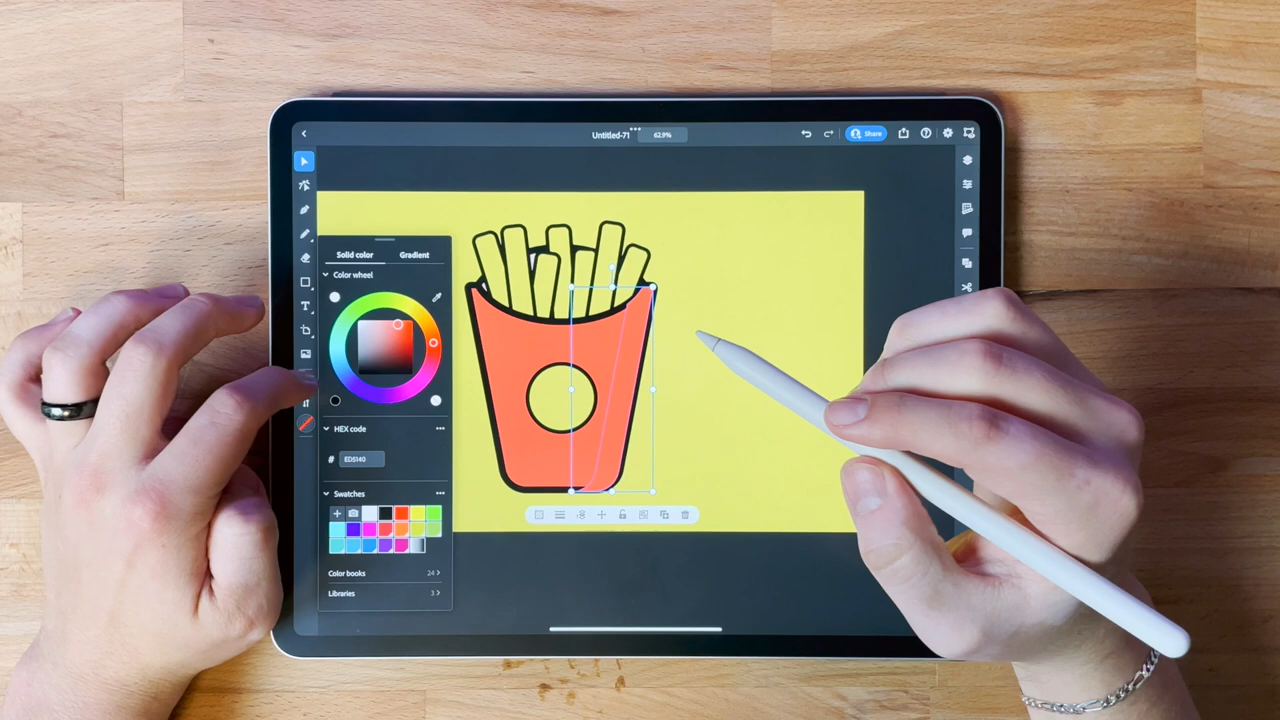 Untitled-71 62.9% Share
Solid color Gradient
Color wheel
HEX code
# ED5140
Swatches
Color books 24
Libraries 3